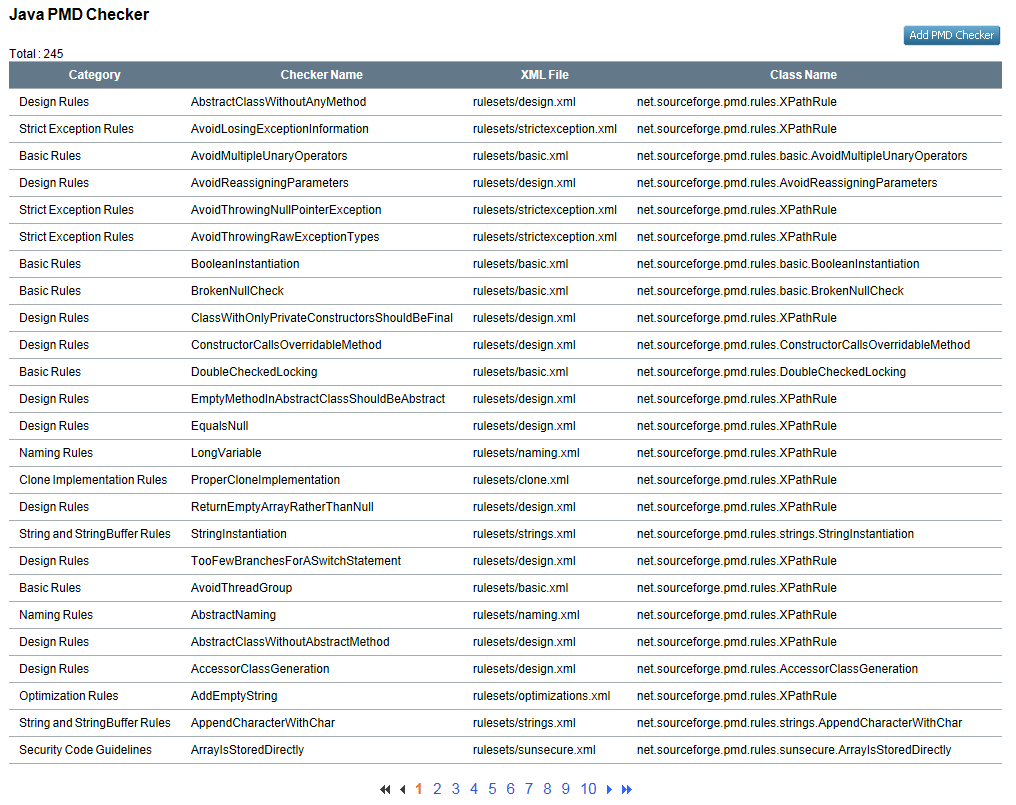 Java PMD Checker
Add PMD Checker
Total : 245
Category Checker Name XML File Class Name
Design Rules AbstractClassWithoutAnyMethod rulesets/design.xml net.sourceforge.pmd.rules.XPathRule
Strict Exception Rules AvoidLosingExceptionInformation rulesets/strictexception.xml net.sourceforge.pmd.rules.XPathRule
Basic Rules AvoidMultipleUnaryOperators rulesets/basic.xml net.sourceforge.pmd.rules.basic.AvoidMultipleUnaryOperators
Design Rules AvoidReassigningParameters rulesets/design.xml net.sourceforge.pmd.rules.AvoidReassigningParameters
Strict Exception Rules AvoidThrowingNullPointerException rulesets/strictexception.xml net.sourceforge.pmd.rules.XPathRule
Strict Exception Rules AvoidThrowingRawExceptionTypes rulesets/strictexception.xml net.sourceforge.pmd.rules.XPathRule
Basic Rules BooleanInstantiation rulesets/basic.xml net.sourceforge.pmd.rules.basic.BooleanInstantiation
Basic Rules BrokenNullCheck rulesets/basic.xml net.sourceforge.pmd.rules.basic.BrokenNullCheck
Design Rules ClassWithOnlyPrivateConstructorsShouldBeFinal rulesets/design.xml net.sourceforge.pmd.rules.XPathRule
Design Rules ConstructorCallsOverridableMethod rulesets/design.xml net.sourceforge.pmd.rules.ConstructorCallsOverridableMethod
Basic Rules DoubleCheckedLocking rulesets/basic.xml net.sourceforge.pmd.rules.DoubleCheckedLocking
Design Rules EmptyMethodInAbstractClassShouldBeAbstract rulesets/design.xml net.sourceforge.pmd.rules.XPathRule
Design Rules EqualsNull rulesets/design.xml net.sourceforge.pmd.rules.XPathRule
Naming Rules LongVariable rulesets/naming.xml net.sourceforge.pmd.rules.XPathRule
Clone Implementation Rules ProperCloneImplementation rulesets/clone.xml net.sourceforge.pmd.rules.XPathRule
Design Rules ReturnEmptyArrayRatherThanNull rulesets/design.xml net.sourceforge.pmd.rules.XPathRule
String and StringBuffer Rules StringInstantiation rulesets/strings.xml net.sourceforge.pmd.rules.strings.StringInstantiation
Design Rules TooFewBranchesForASwitchStatement rulesets/design.xml net.sourceforge.pmd.rules.XPathRule
Basic Rules AvoidThreadGroup rulesets/basic.xml net.sourceforge.pmd.rules.XPathRule
Naming Rules AbstractNaming rulesets/naming.xml net.sourceforge.pmd.rules.XPathRule
Design Rules AbstractClassWithoutAbstractMethod rulesets/design.xml net.sourceforge.pmd.rules.XPathRule
Design Rules AccessorClassGeneration rulesets/design.xml net.sourceforge.pmd.rules.AccessorClassGeneration
Optimization Rules AddEmptyString rulesets/optimizations.xml net.sourceforge.pmd.rules.XPathRule
String and StringBuffer Rules AppendCharacterWithChar rulesets/strings.xml net.sourceforge.pmd.rules.strings.AppendCharacterWithChar
Security Code Guidelines ArrayIsStoredDirectly rulesets/sunsecure.xml net.sourceforge.pmd.rules.sunsecure.ArrayIsStoredDirectly
1 2 3 4 5 6 7 8 9 10